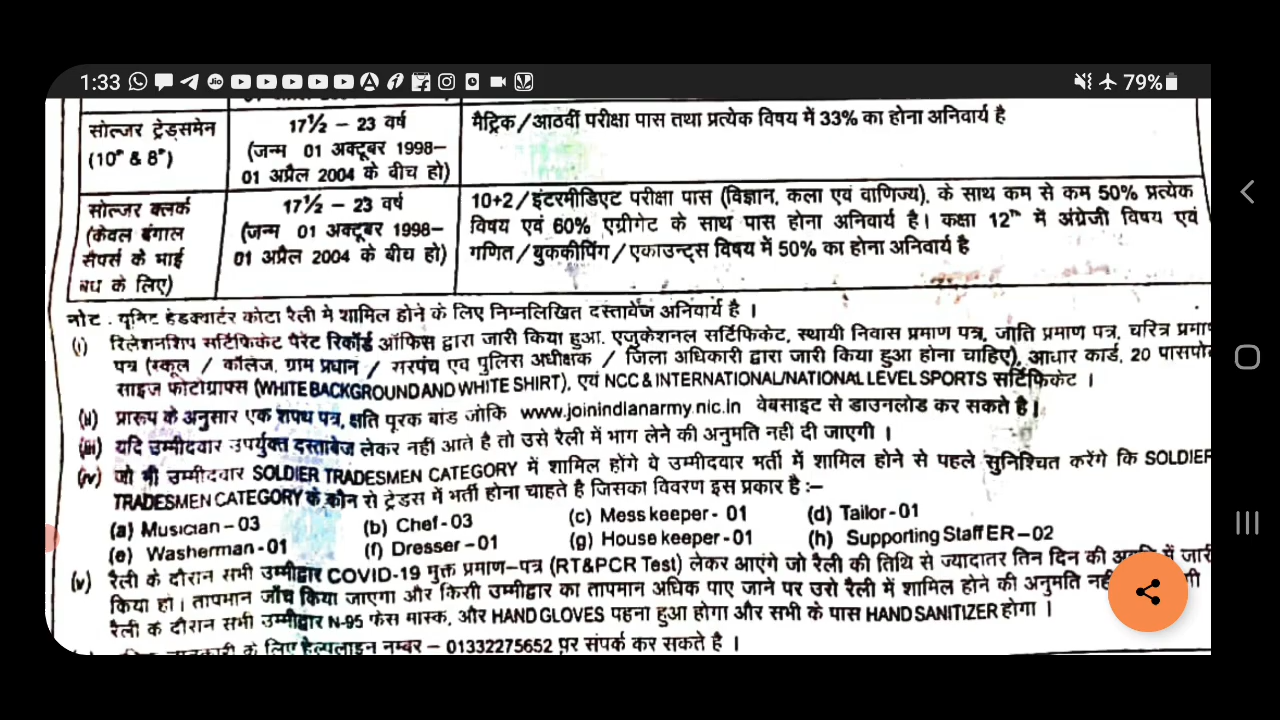 1:33
79%
सोल्जर ट्रेड्समेन
(10th & 8th)
17½ – 23 वर्ष
(जन्म 01 अक्टूबर 1998–
01 अप्रैल 2004 के बीच हो)
मैट्रिक/आठवीं परीक्षा पास तथा प्रत्येक विषय में 33% का होना अनिवार्य है
सोल्जर क्लर्क
(केवल बंगाल
सैपर्स के भाई
बंध के लिए)
17½ – 23 वर्ष
(जन्म 01 अक्टूबर 1998–
01 अप्रैल 2004 के बीच हो)
10+2/इंटरमीडिएट परीक्षा पास (विज्ञान, कला एवं वाणिज्य), के साथ कम से कम 50% प्रत्येक
विषय एवं 60% एग्रीगेट के साथ पास होना अनिवार्य है। कक्षा 12th में अंग्रेजी विषय एवं
गणित/बुककीपिंग/एकाउन्ट्स विषय में 50% का होना अनिवार्य है
नोट - यूनिट हेडक्वार्टर कोटा रैली मे शामिल होने के लिए निम्नलिखित दस्तावेज अनिवार्य है ।
(i) रिलेशनशिप सर्टिफिकेट पैरेंट रिकॉर्ड ऑफिस द्वारा जारी किया हुआ, एजुकेशनल सर्टिफिकेट, स्थायी निवास प्रमाण पत्र, जाति प्रमाण पत्र, चरित्र प्रमा
पत्र (स्कूल / कॉलेज, ग्राम प्रधान / सरपंच एव पुलिस अधीक्षक / जिला अधिकारी द्वारा जारी किया हुआ होना चाहिए), आधार कार्ड, 20 पासपो
साइज फोटोग्राफ्स (WHITE BACKGROUND AND WHITE SHIRT), एवं NCC & INTERNATIONAL/NATIONAL LEVEL SPORTS सर्टिफिकेट ।
(ii) प्रारूप के अनुसार एक शपथ पत्र, क्षति पूरक बांड जोकि www.joinindianarmy.nic.in वेबसाइट से डाउनलोड कर सकते है।
(iii) यदि उम्मीदवार उपर्युक्त दस्तावेज लेकर नहीं आते है तो उसे रैली में भाग लेने की अनुमति नही दी जाएगी ।
(iv) जो भी उम्मीदवार SOLDIER TRADESMEN CATEGORY में शामिल होंगे ये उम्मीदवार भर्ती में शामिल होने से पहले सुनिश्चित करेंगे कि SOLDIER
TRADESMEN CATEGORY के कौन से ट्रेडस में भर्ती होना चाहते है जिसका विवरण इस प्रकार है :–
(a) Musician – 03 (b) Chef – 03 (c) Mess keeper - 01 (d) Tailor - 01
(e) Washerman - 01 (f) Dresser – 01 (g) House keeper - 01 (h) Supporting Staff ER – 02
(v) रैली के दौरान सभी उम्मीद्वार COVID-19 मुक्त प्रमाण–पत्र (RT&PCR Test) लेकर आएंगे जो रैली की तिथि से ज्यादातर तिन दिन की में जारी
किया हो। तापमान जाँच किया जाएगा और किसी उम्मीद्वार का तापमान अधिक पाए जाने पर उसे रैली में शामिल होने की अनुमति नहीं
रैली के दौरान सभी उम्मीद्वार N-95 फेस मास्क, और HAND GLOVES पहना हुआ होगा और सभी के पास HAND SANITIZER होगा ।
के लिए हेल्पलाइन नम्बर – 01332275652 पर संपर्क कर सकते है ।